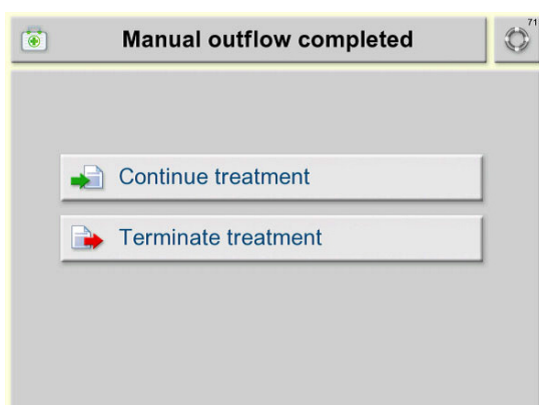 Manual outflow completed
71
Continue treatment
Terminate treatment